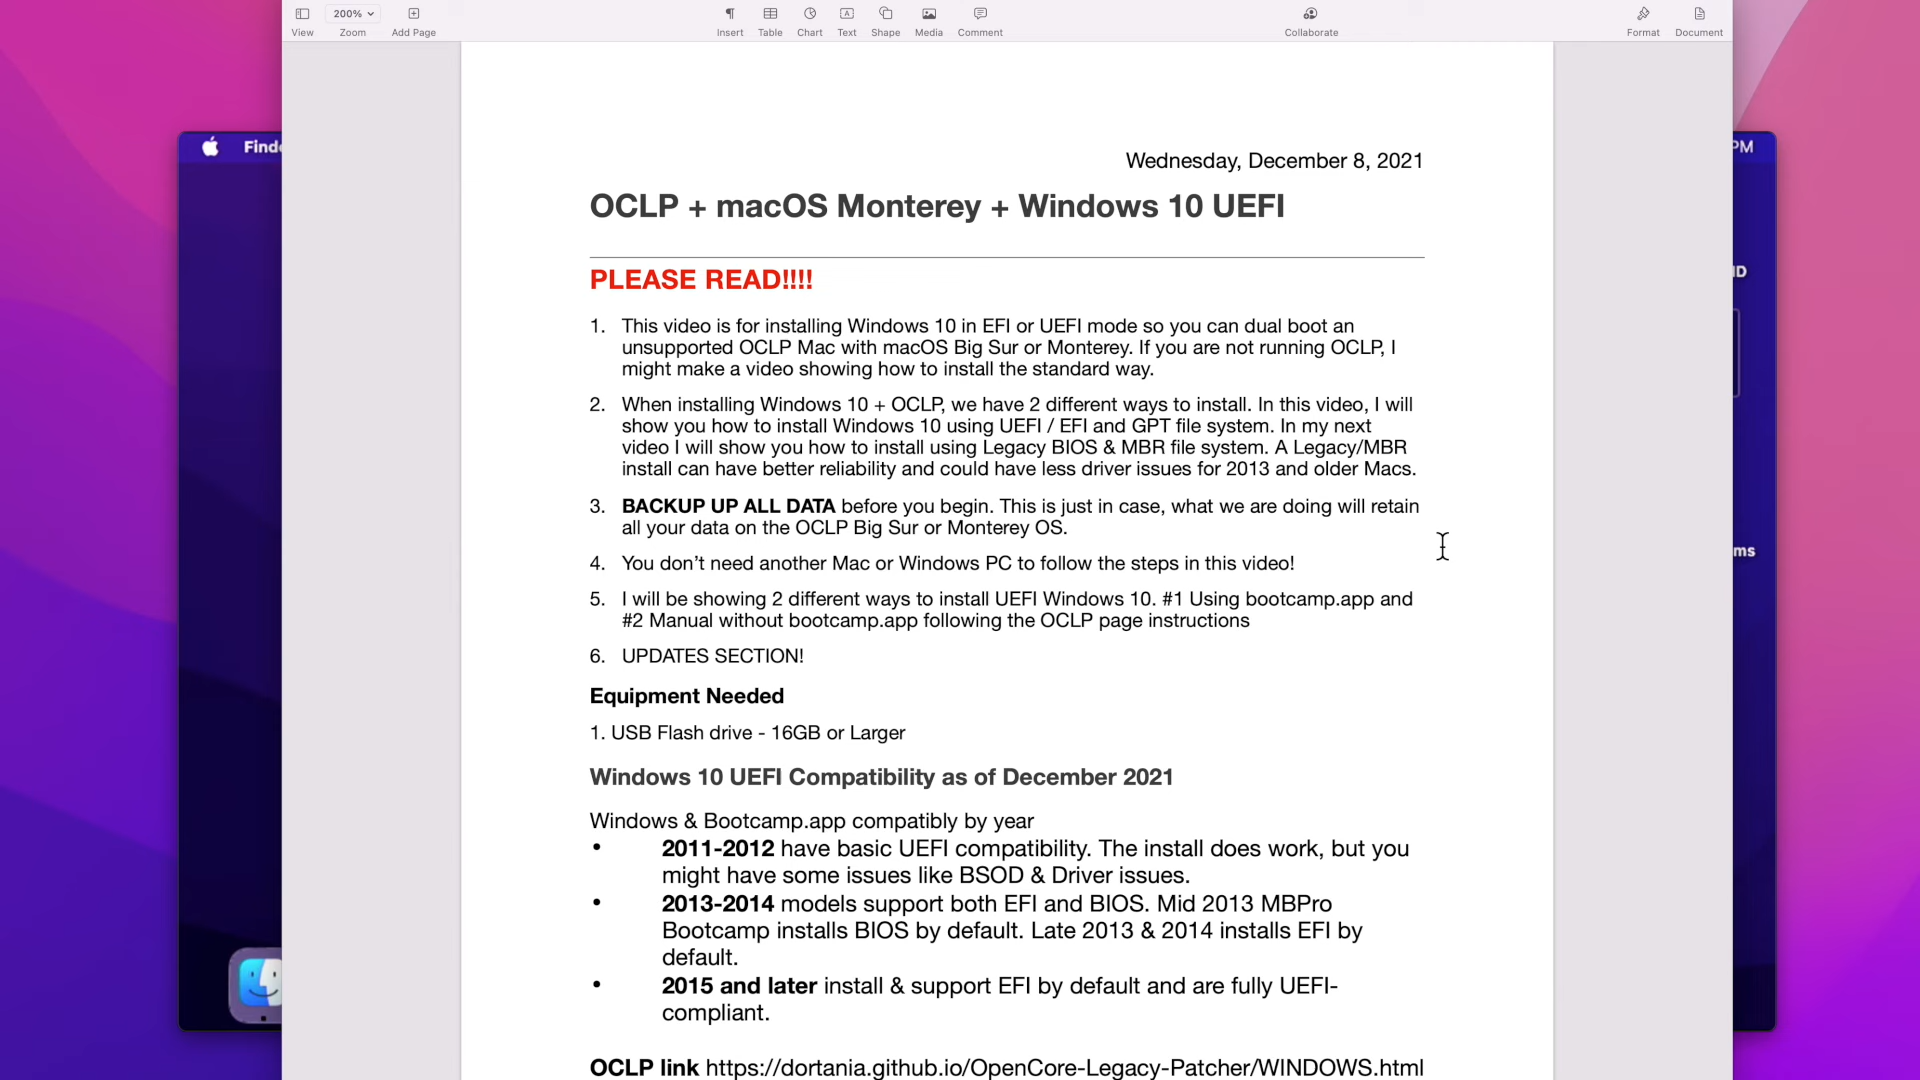 200%
View
Zoom
Add Page
Insert
Table
Chart
Text
Shape
Media
Comment
Collaborate
Format
Document
Finde
PM
Wednesday, December 8, 2021
OCLP + macOS Monterey + Windows 10 UEFI
PLEASE READ!!!!
1. This video is for installing Windows 10 in EFI or UEFI mode so you can dual boot an
unsupported OCLP Mac with macOS Big Sur or Monterey. If you are not running OCLP, I
might make a video showing how to install the standard way.
2. When installing Windows 10 + OCLP, we have 2 different ways to install. In this video, I will
show you how to install Windows 10 using UEFI / EFI and GPT file system. In my next
video I will show you how to install using Legacy BIOS & MBR file system. A Legacy/MBR
install can have better reliability and could have less driver issues for 2013 and older Macs.
3. BACKUP UP ALL DATA before you begin. This is just in case, what we are doing will retain
all your data on the OCLP Big Sur or Monterey OS.
4. You don't need another Mac or Windows PC to follow the steps in this video!
ms
5. I will be showing 2 different ways to install UEFI Windows 10. #1 Using bootcamp.app and
#2 Manual without bootcamp.app following the OCLP page instructions
6. UPDATES SECTION!
Equipment Needed
1. USB Flash drive - 16GB or Larger
Windows 10 UEFI Compatibility as of December 2021
Windows & Bootcamp.app compatibly by year
• 2011-2012 have basic UEFI compatibility. The install does work, but you
might have some issues like BSOD & Driver issues.
• 2013-2014 models support both EFI and BIOS. Mid 2013 MBPro
Bootcamp installs BIOS by default. Late 2013 & 2014 installs EFI by
default.
• 2015 and later install & support EFI by default and are fully UEFI-
compliant.
OCLP link https://dortania.github.io/OpenCore-Legacy-Patcher/WINDOWS.html